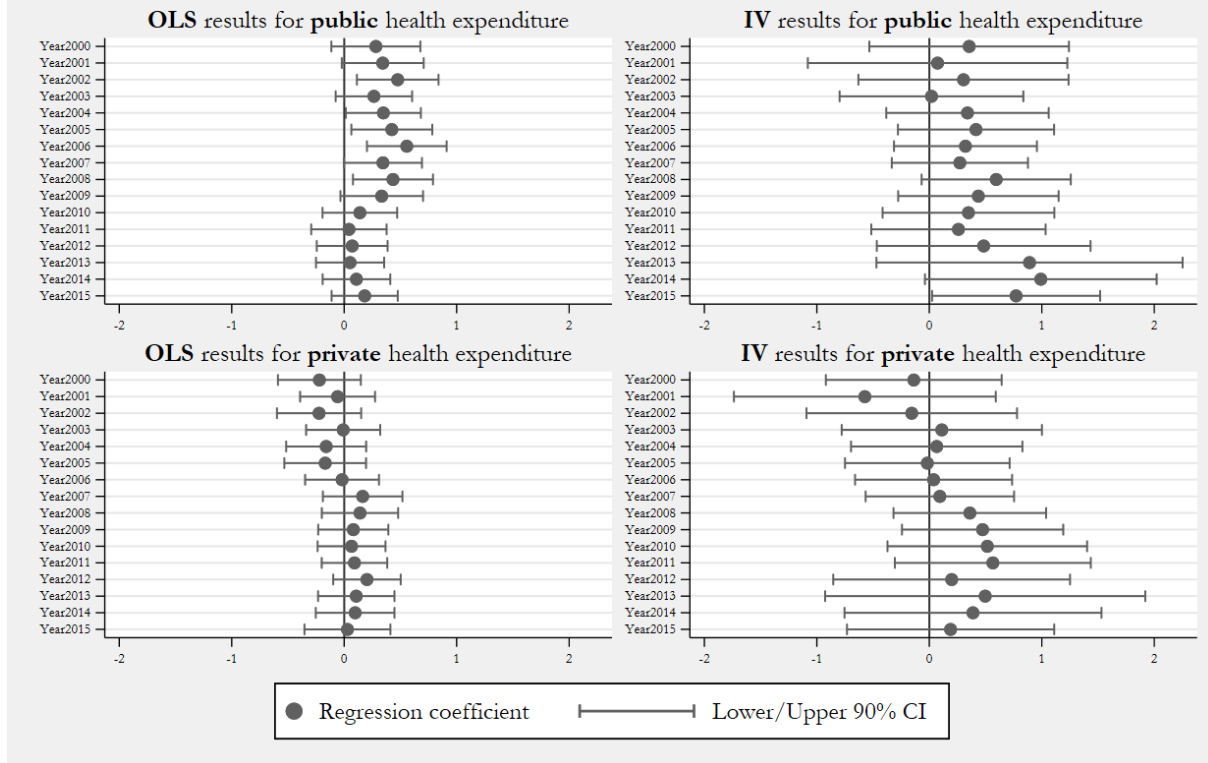 OLS results for public health expenditure
Year2000
Year2001
Year2002
Year2003
Year2004
Year2005
Year2006
Year2007
Year2008
Year2009
Year2010
Year2011
Year2012
Year2013
Year2014
Year2015
-2 -1 0 1 2
IV results for public health expenditure
Year2000
Year2001
Year2002
Year2003
Year2004
Year2005
Year2006
Year2007
Year2008
Year2009
Year2010
Year2011
Year2012
Year2013
Year2014
Year2015
-2 -1 0 1 2
OLS results for private health expenditure
Year2000
Year2001
Year2002
Year2003
Year2004
Year2005
Year2006
Year2007
Year2008
Year2009
Year2010
Year2011
Year2012
Year2013
Year2014
Year2015
-2 -1 0 1 2
IV results for private health expenditure
Year2000
Year2001
Year2002
Year2003
Year2004
Year2005
Year2006
Year2007
Year2008
Year2009
Year2010
Year2011
Year2012
Year2013
Year2014
Year2015
-2 -1 0 1 2
Regression coefficient Lower/Upper 90% CI